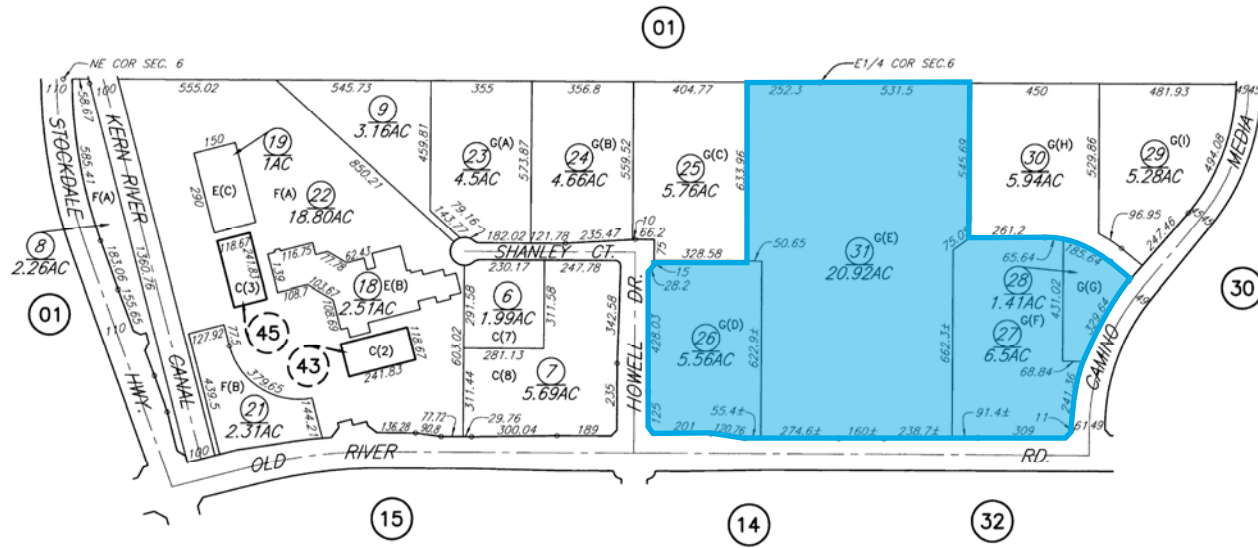 01
NE COR SEC. 6
E1/4 COR SEC.6
110
100
555.02
545.73
355
356.8
404.77
252.3
531.5
450
481.93
4545
58.67
STOCKDALE HWY.
KERN RIVER CANAL
585.41
F(A)
8
2.26AC
183.06
1360.76
155.65
110
01
150
19
1AC
290
E(C)
F(A)
22
18.80AC
9
3.16AC
850.21
459.81
G(A)
23
4.5AC
573.87
G(B)
24
4.66AC
559.52
G(C)
25
5.76AC
633.96
545.69
G(H)
30
5.94AC
529.86
G(I)
29
5.28AC
494.08
CAMINO MEDIA
4545
247.46
96.95
143.77
79.16
182.02
121.78
235.47
10
66.2
75
SHANLEY CT.
230.17
247.78
328.58
15
28.2
50.65
G(E)
31
20.92AC
75.05
261.2
65.64
185.64
28
1.41AC
G(G)
431.02
49
329.64
G(F)
27
6.5AC
68.84
241.36
30
118.67
241.83
C(3)
139
116.75
77.78
62.43
108.7
103.67
108.69
18
E(B)
2.51AC
45
43
C(2)
118.67
241.83
127.92
77.5
379.65
F(B)
439.5
21
2.31AC
144.21
100
603.02
291.58
6
1.99AC
C(7)
311.58
281.13
342.58
C(8)
7
5.69AC
311.44
235
HOWELL DR.
428.03
125
G(D)
26
5.56AC
622.9±
662.3±
136.28
90.8
77.72
29.76
300.04
189
201
120.76
55.4±
274.6±
160±
238.7±
91.4±
309
11
61.49
OLD RIVER RD.
15
14
32